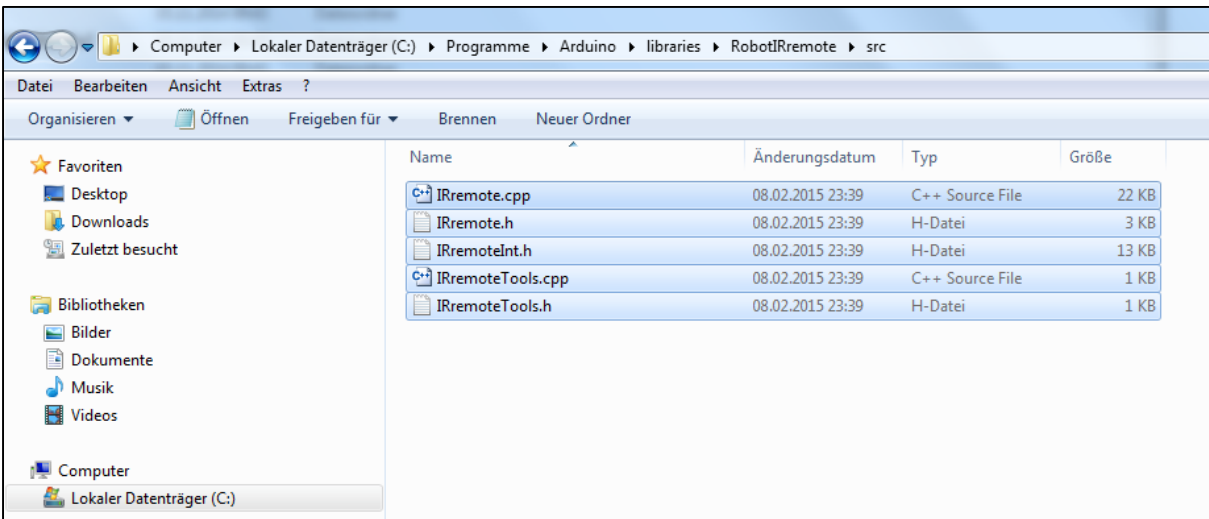 Computer ▸ Lokaler Datenträger (C:) ▸ Programme ▸ Arduino ▸ libraries ▸ RobotIRremote ▸ src
Datei Bearbeiten Ansicht Extras ?
Organisieren Öffnen Freigeben für Brennen Neuer Ordner
Favoriten
Desktop
Downloads
Zuletzt besucht
Bibliotheken
Bilder
Dokumente
Musik
Videos
Computer
Lokaler Datenträger (C:)
Name Änderungsdatum Typ Größe
IRremote.cpp 08.02.2015 23:39 C++ Source File 22 KB
IRremote.h 08.02.2015 23:39 H-Datei 3 KB
IRremoteInt.h 08.02.2015 23:39 H-Datei 13 KB
IRremoteTools.cpp 08.02.2015 23:39 C++ Source File 1 KB
IRremoteTools.h 08.02.2015 23:39 H-Datei 1 KB